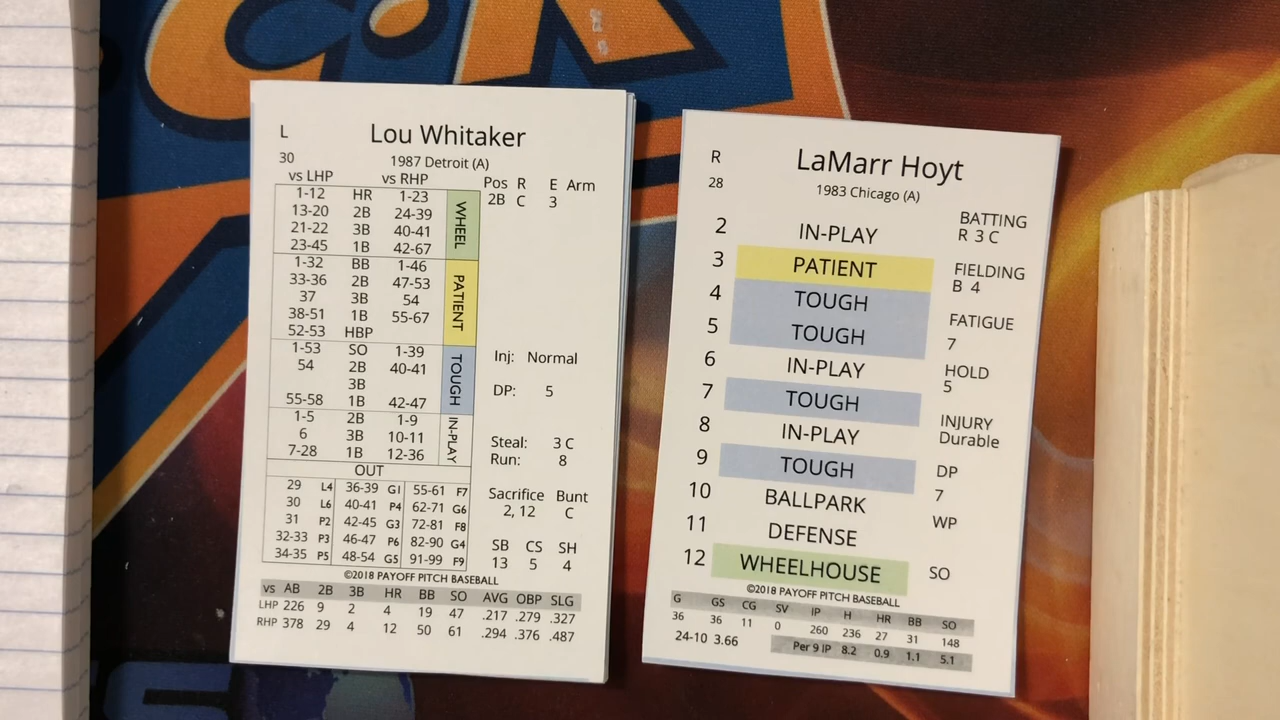 L Lou Whitaker
30 1987 Detroit (A)
vs LHP vs RHP Pos R E Arm
1-12 HR 1-23 WHEEL 2B C 3
13-20 2B 24-39
21-22 3B 40-41
23-45 1B 42-67
1-32 BB 1-46 PATIENT
33-36 2B 47-53
37 3B 54
38-51 1B 55-67
52-53 HBP
1-53 SO 1-39 TOUGH Inj: Normal
54 2B 40-41
3B DP: 5
55-58 1B 42-47
1-5 2B 1-9 IN-PLAY
6 3B 10-11 Steal: 3 C
7-28 1B 12-36 Run: 8
OUT
29 L4 36-39 G1 55-61 F7 Sacrifice Bunt
30 L6 40-41 P4 62-71 G6 2, 12 C
31 P2 42-45 G3 72-81 F8
32-33 P3 46-47 P6 82-90 G4 SB CS SH
34-35 P5 48-54 G5 91-99 F9 13 5 4
©2018 PAYOFF PITCH BASEBALL
vs AB 2B 3B HR BB SO AVG OBP SLG
LHP 226 9 2 4 19 47 .217 .279 .327
RHP 378 29 4 12 50 61 .294 .376 .487
R LaMarr Hoyt
28 1983 Chicago (A)
2 IN-PLAY BATTING
R 3 C
3 PATIENT FIELDING
B 4
4 TOUGH
5 TOUGH FATIGUE
7
6 IN-PLAY HOLD
5
7 TOUGH
8 IN-PLAY INJURY
Durable
9 TOUGH DP
7
10 BALLPARK WP
11 DEFENSE
12 WHEELHOUSE SO
©2018 PAYOFF PITCH BASEBALL
G GS CG SV IP H HR BB SO
36 36 11 0 260 236 27 31 148
24-10 3.66 Per 9 IP 8.2 0.9 1.1 5.1